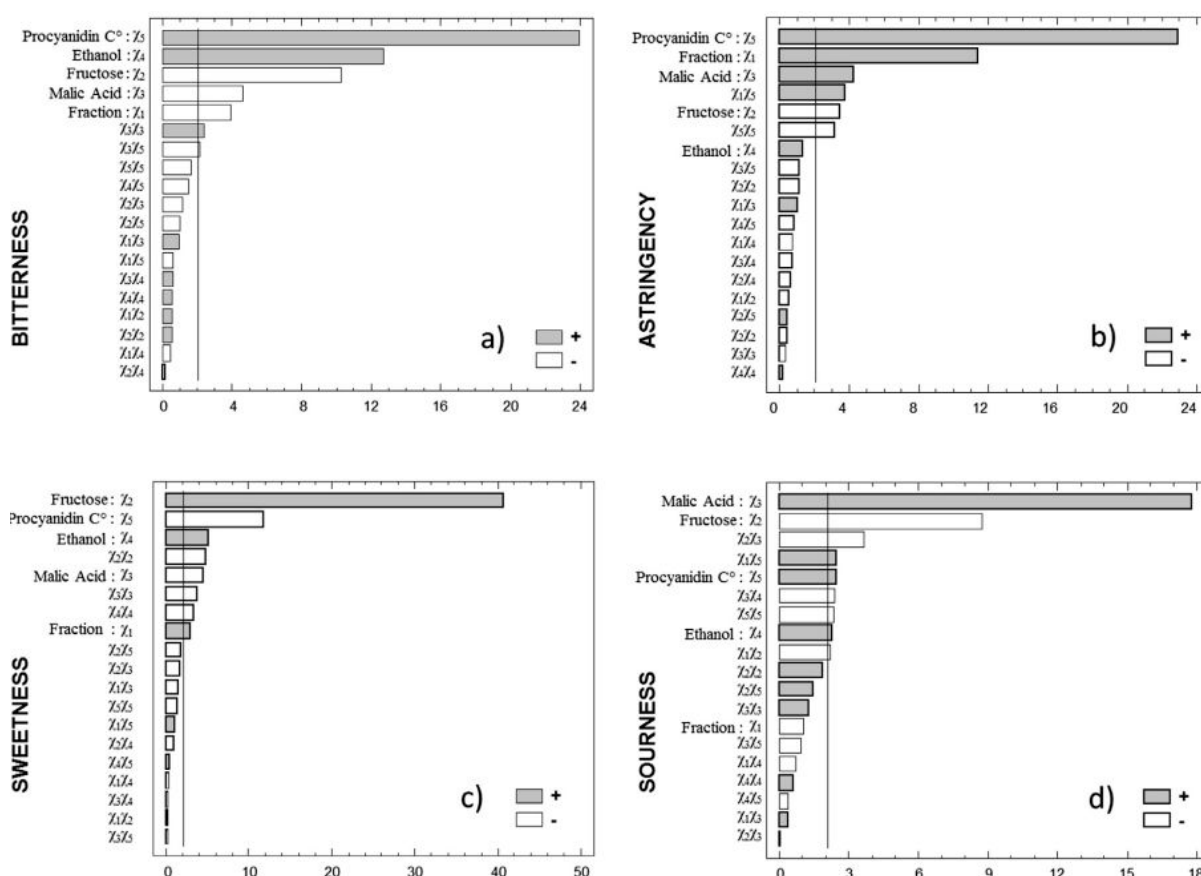 BITTERNESS
Procyanidin C° : χ5
Ethanol : χ4
Fructose : χ2
Malic Acid : χ3
Fraction : χ1
χ3χ3
χ3χ5
χ5χ5
χ4χ5
χ2χ3
χ2χ5
χ1χ3
χ1χ5
χ3χ4
χ4χ4
χ1χ2
χ2χ2
χ1χ4
χ2χ4
a)
+
-
0 4 8 12 16 20 24
ASTRINGENCY
Procyanidin C° : χ5
Fraction : χ1
Malic Acid : χ3
χ1χ5
Fructose : χ2
χ5χ5
Ethanol : χ4
χ3χ5
χ2χ2
χ1χ3
χ4χ5
χ1χ4
χ3χ4
χ2χ4
χ1χ2
χ2χ5
χ2χ2
χ3χ3
χ4χ4
b)
+
-
0 4 8 12 16 20 24
SWEETNESS
Fructose : χ2
Procyanidin C° : χ5
Ethanol : χ4
χ2χ2
Malic Acid : χ3
χ3χ3
χ4χ4
Fraction : χ1
χ2χ5
χ2χ3
χ1χ3
χ5χ5
χ1χ5
χ2χ4
χ4χ5
χ1χ4
χ3χ4
χ1χ2
χ3χ5
c)
+
-
0 10 20 30 40 50
SOURNESS
Malic Acid : χ3
Fructose : χ2
χ2χ3
χ1χ5
Procyanidin C° : χ5
χ3χ4
χ5χ5
Ethanol : χ4
χ1χ2
χ2χ2
χ2χ5
χ3χ3
Fraction : χ1
χ3χ5
χ1χ4
χ4χ4
χ4χ5
χ1χ3
χ2χ3
d)
+
-
0 3 6 9 12 15 18